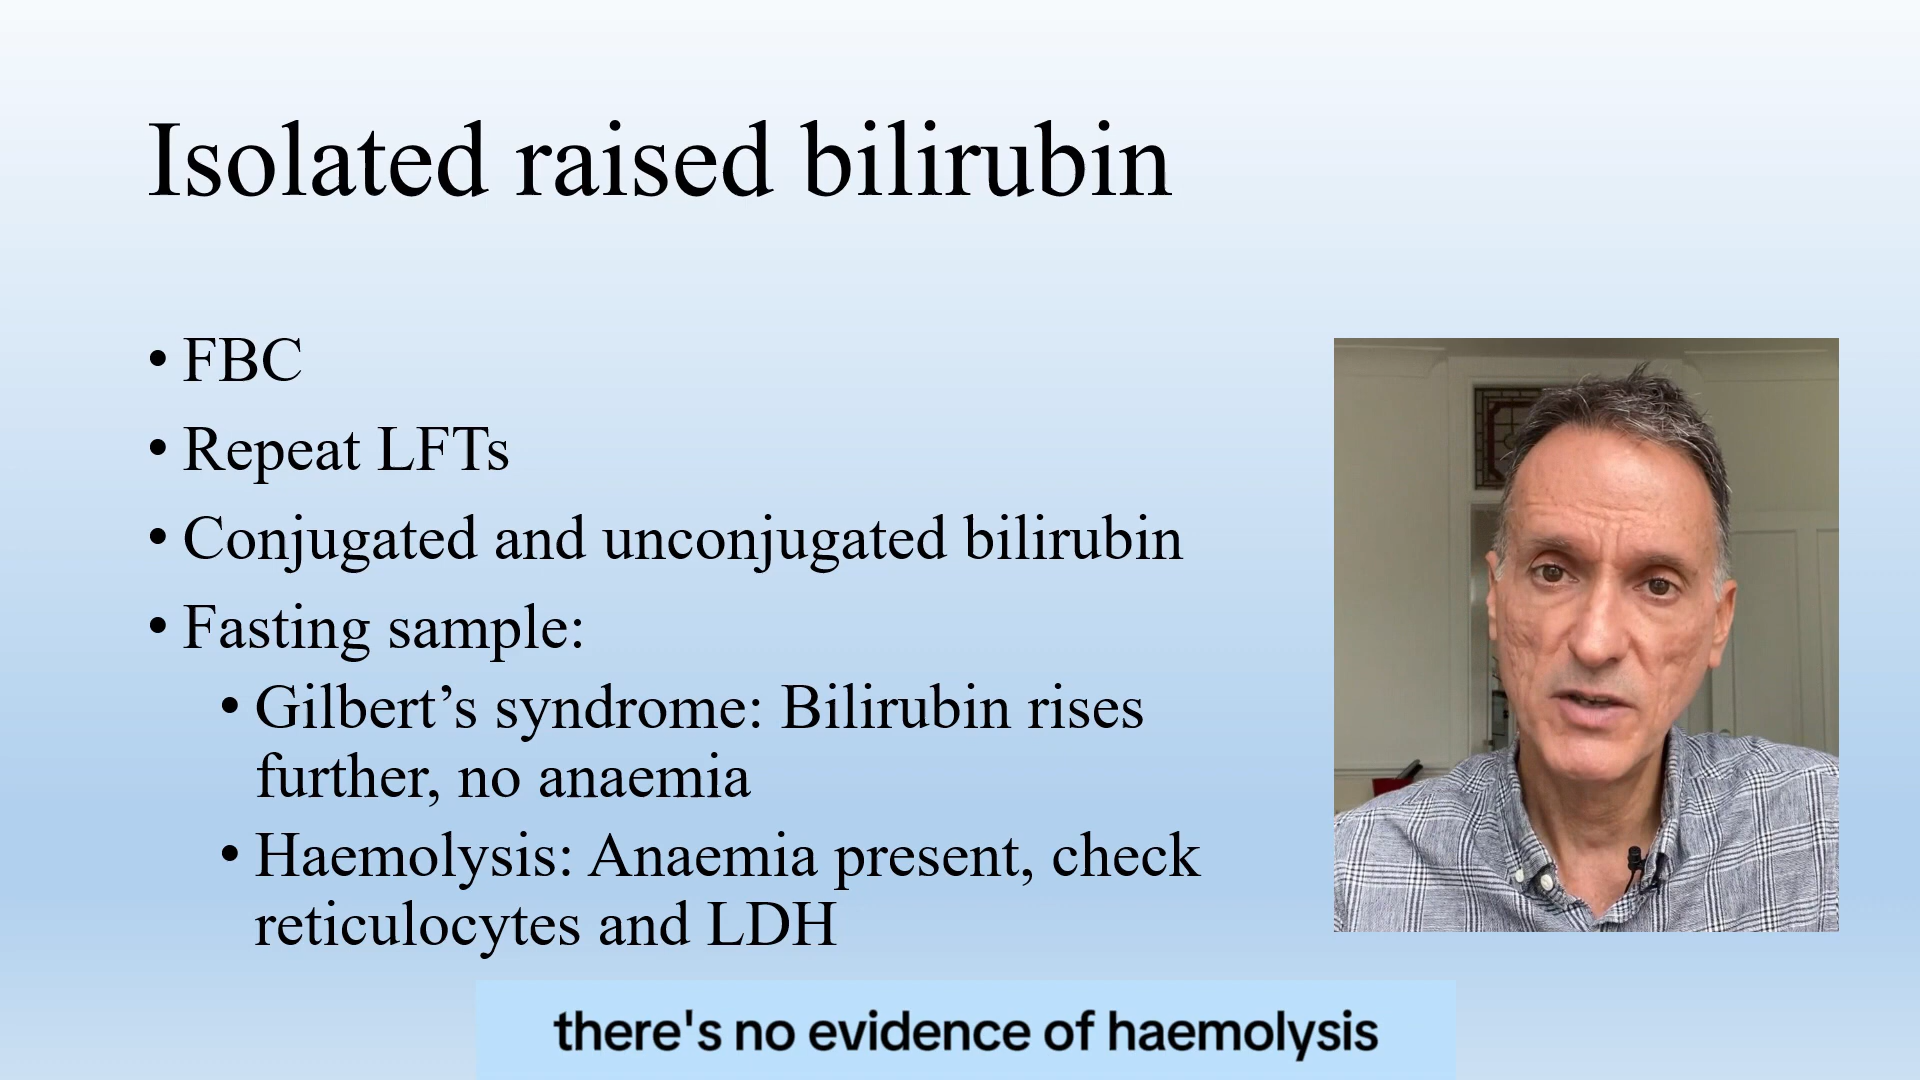 Isolated raised bilirubin
• FBC
• Repeat LFTs
• Conjugated and unconjugated bilirubin
• Fasting sample:
• Gilbert’s syndrome: Bilirubin rises
further, no anaemia
• Haemolysis: Anaemia present, check
reticulocytes and LDH
there's no evidence of haemolysis